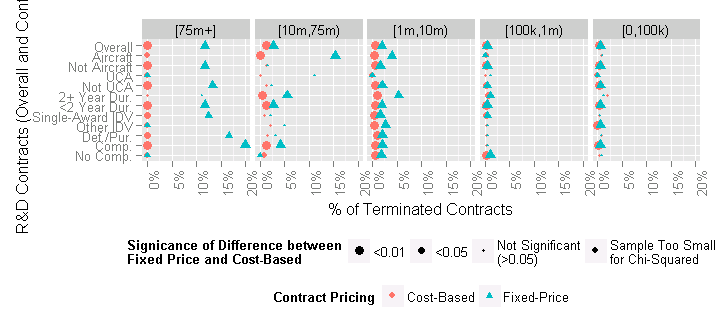 [75m+] [10m,75m) [1m,10m) [100k,1m) [0,100k)
R&D Contracts (Overall and Conf
Overall
Aircraft
Not Aircraft
UCA
Not UCA
2+ Year Dur.
<2 Year Dur.
Single-Award IDV
Other IDV
Def./Pur.
Comp.
No Comp.
0% 5% 10% 15% 20% 0% 5% 10% 15% 20% 0% 5% 10% 15% 20% 0% 5% 10% 15% 20% 0% 5% 10% 15% 20%
% of Terminated Contracts
Signicance of Difference between
Fixed Price and Cost-Based
<0.01
<0.05
Not Significant
(>0.05)
Sample Too Small
for Chi-Squared
Contract Pricing
Cost-Based
Fixed-Price